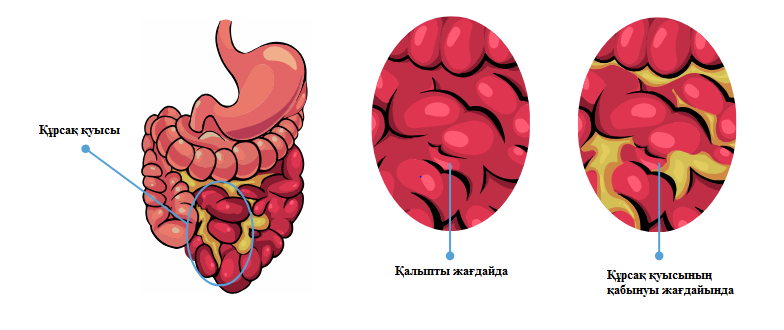 Құрсақ қуысы
Қалыпты жағдайда
Құрсақ қуысының
қабынуы жағдайында